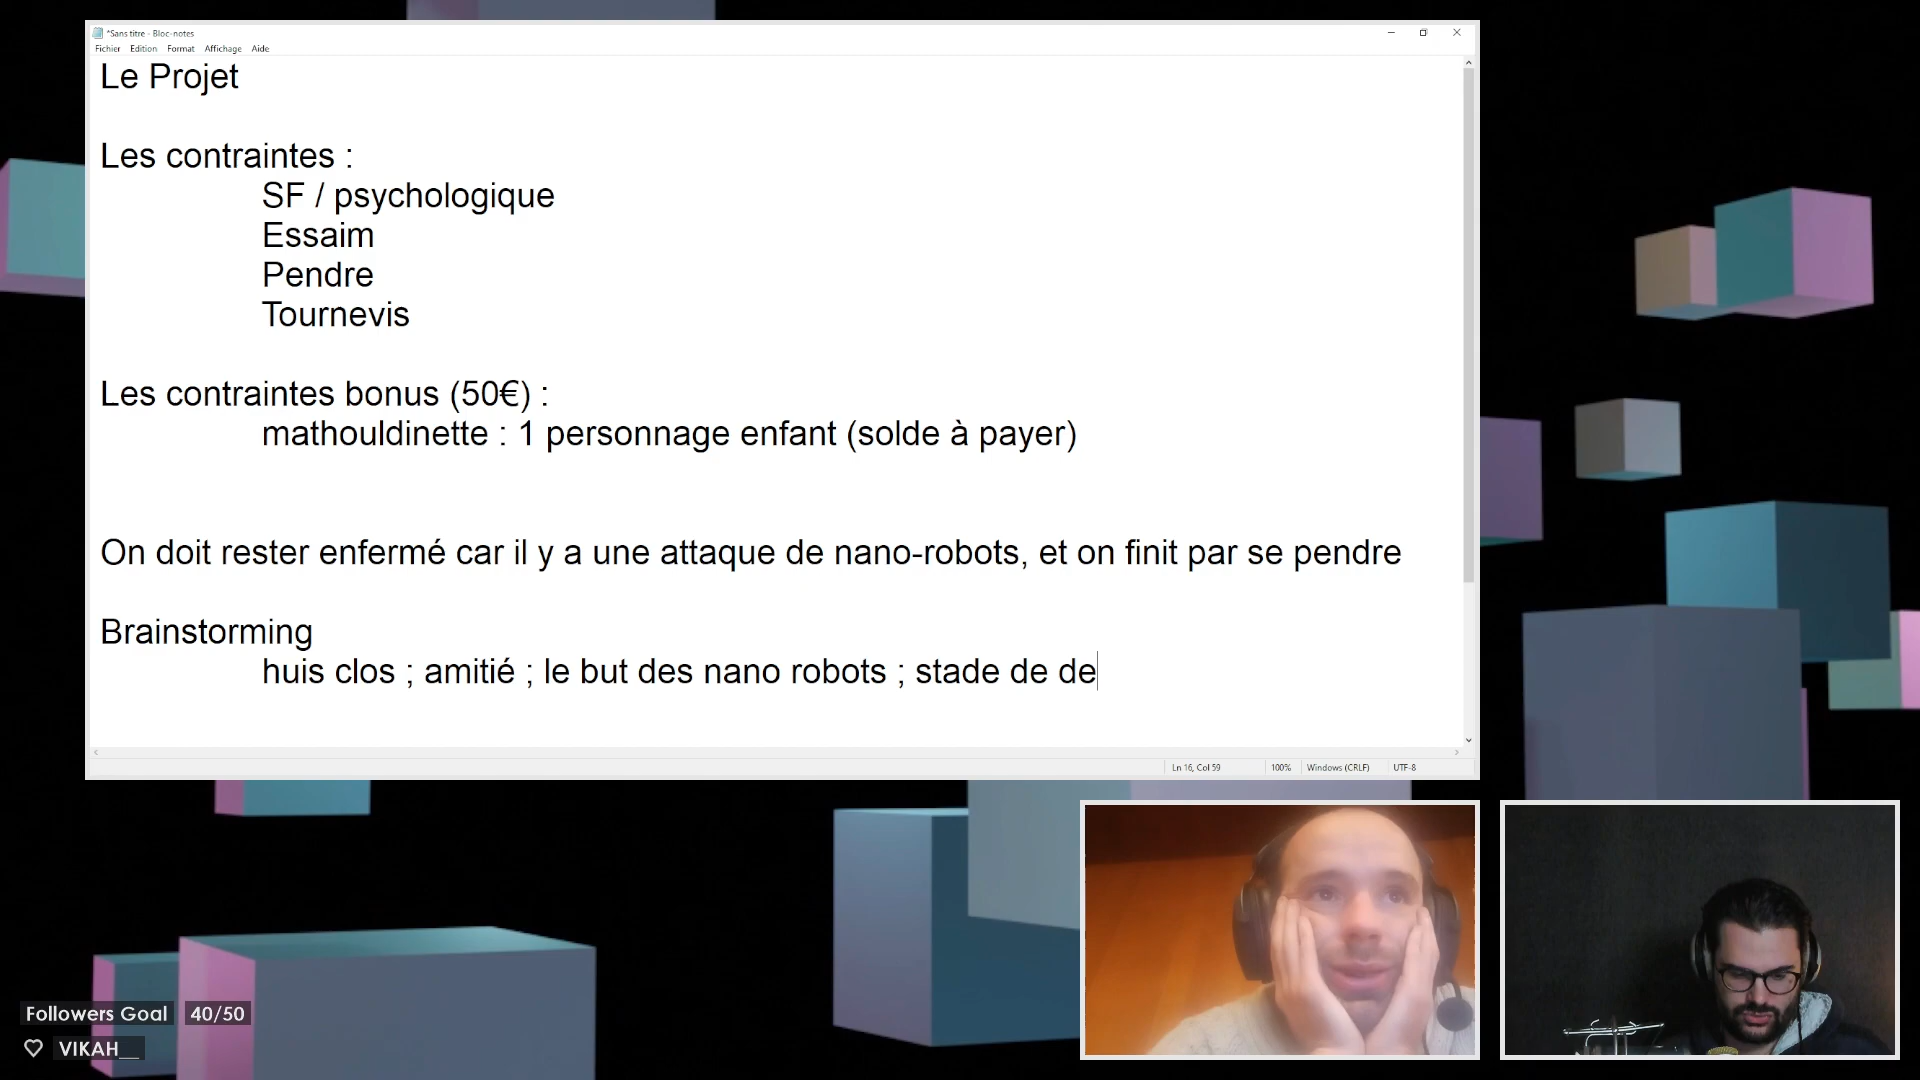 *Sans titre - Bloc-notes
Fichier Edition Format Affichage Aide
Le Projet
Les contraintes :
SF / psychologique
Essaim
Pendre
Tournevis
Les contraintes bonus (50€) :
mathouldinette : 1 personnage enfant (solde à payer)
On doit rester enfermé car il y a une attaque de nano-robots, et on finit par se pendre
Brainstorming
huis clos ; amitié ; le but des nano robots ; stade de de
Ln 16, Col 59 100% Windows (CRLF) UTF-8
Followers Goal 40/50
VIKAH__